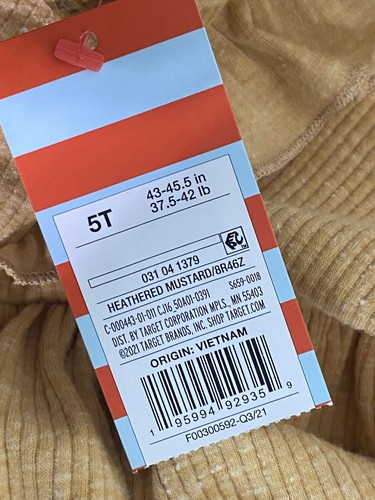 5T
43-45.5 in
37.5-42 lb
031 04 1379
HEATHERED MUSTARD/8R46Z
C-000443-01-011 CJ16_50A01-0391 S659-0018
DIST. BY TARGET CORPORATION MPLS., MN 55403
©2021 TARGET BRANDS, INC. SHOP TARGET.COM
ORIGIN: VIETNAM
1 95994 92935 9
F00300592-Q3/21